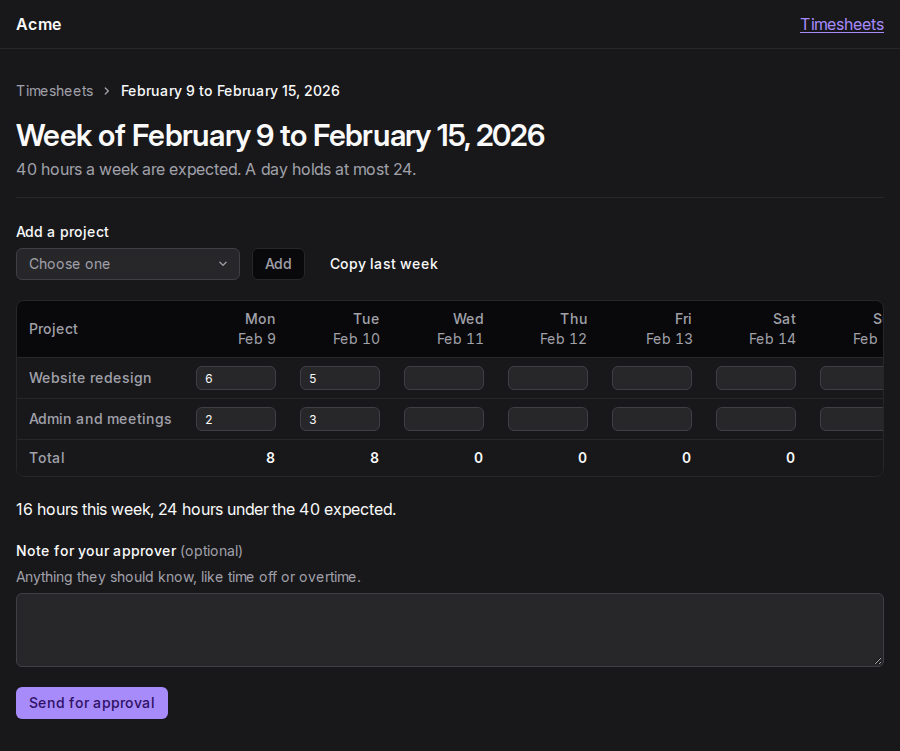 Acme Timesheets
Timesheets February 9 to February 15, 2026
Week of February 9 to February 15, 2026
40 hours a week are expected. A day holds at most 24.
Add a project
Choose one Add Copy last week
Project Mon Tue Wed Thu Fri Sat
Feb 9 Feb 10 Feb 11 Feb 12 Feb 13 Feb 14 Feb
Website redesign 6 5
Admin and meetings 2 3
Total 8 8 0 0 0 0
16 hours this week, 24 hours under the 40 expected.
Note for your approver (optional)
Anything they should know, like time off or overtime.
Send for approval